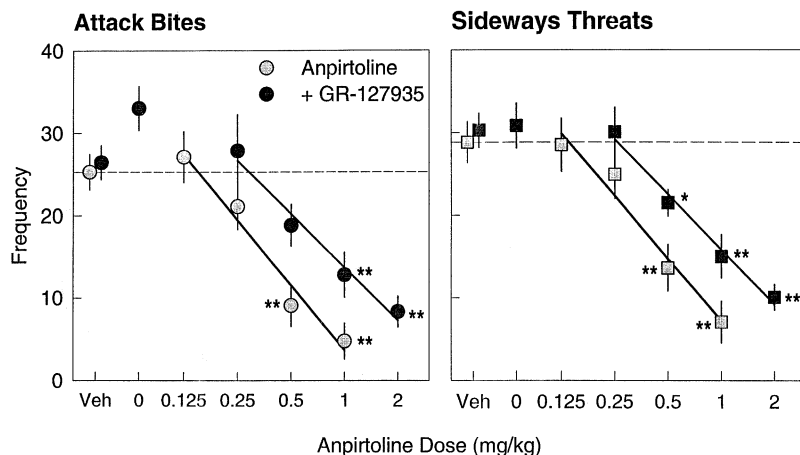 Attack Bites
Sideways Threats
40
30
20
10
0
Frequency
Anpirtoline
+ GR-127935
**
**
**
**
**
*
**
**
**
Veh 0 0.125 0.25 0.5 1 2
Veh 0 0.125 0.25 0.5 1 2
Anpirtoline Dose (mg/kg)